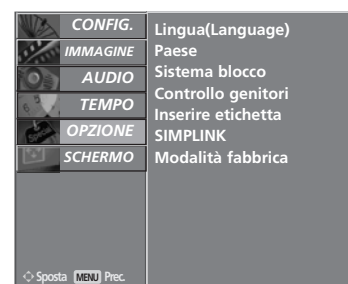 CONFIG.
IMMAGINE
AUDIO
TEMPO
OPZIONE
SCHERMO
Lingua(Language)
Paese
Sistema blocco
Controllo genitori
Inserire etichetta
SIMPLINK
Modalità fabbrica
Sposta MENU Prec.